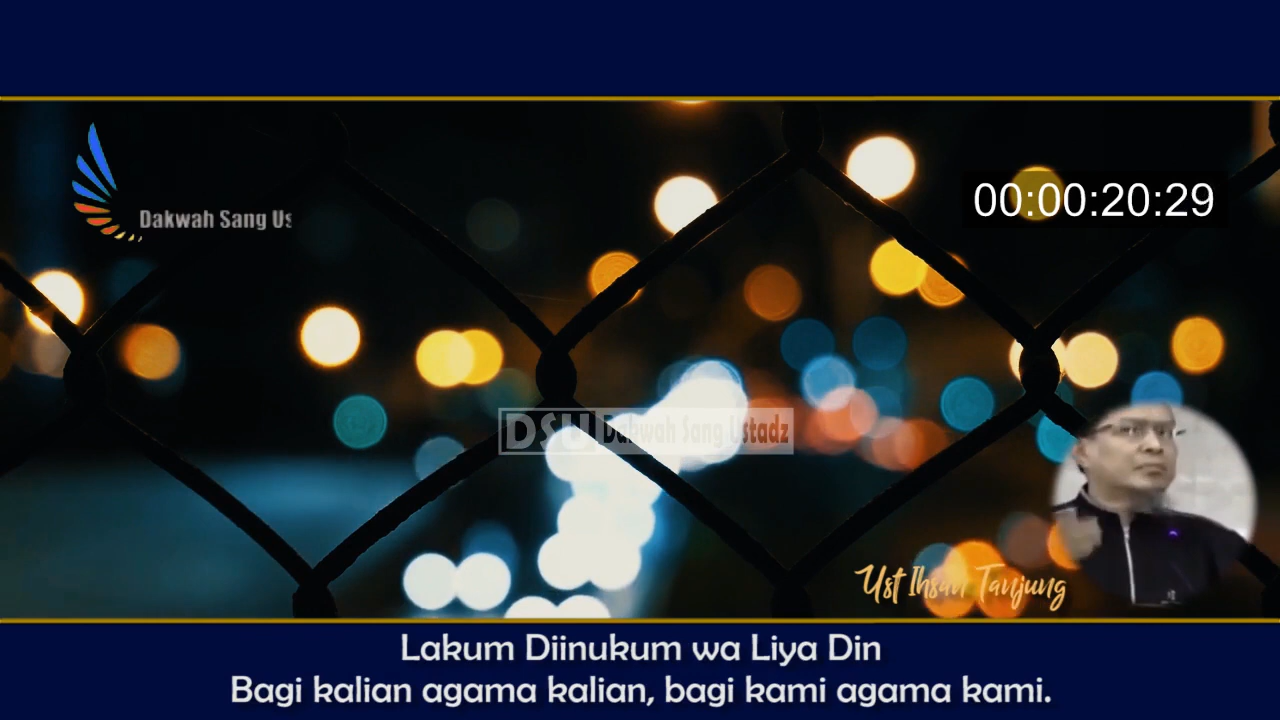 Dakwah Sang Us
00:00:20:29
DSU Dakwah Sang Ustadz
Ust Ihsan Tanjung
Lakum Diinukum wa Liya Din
Bagi kalian agama kalian, bagi kami agama kami.